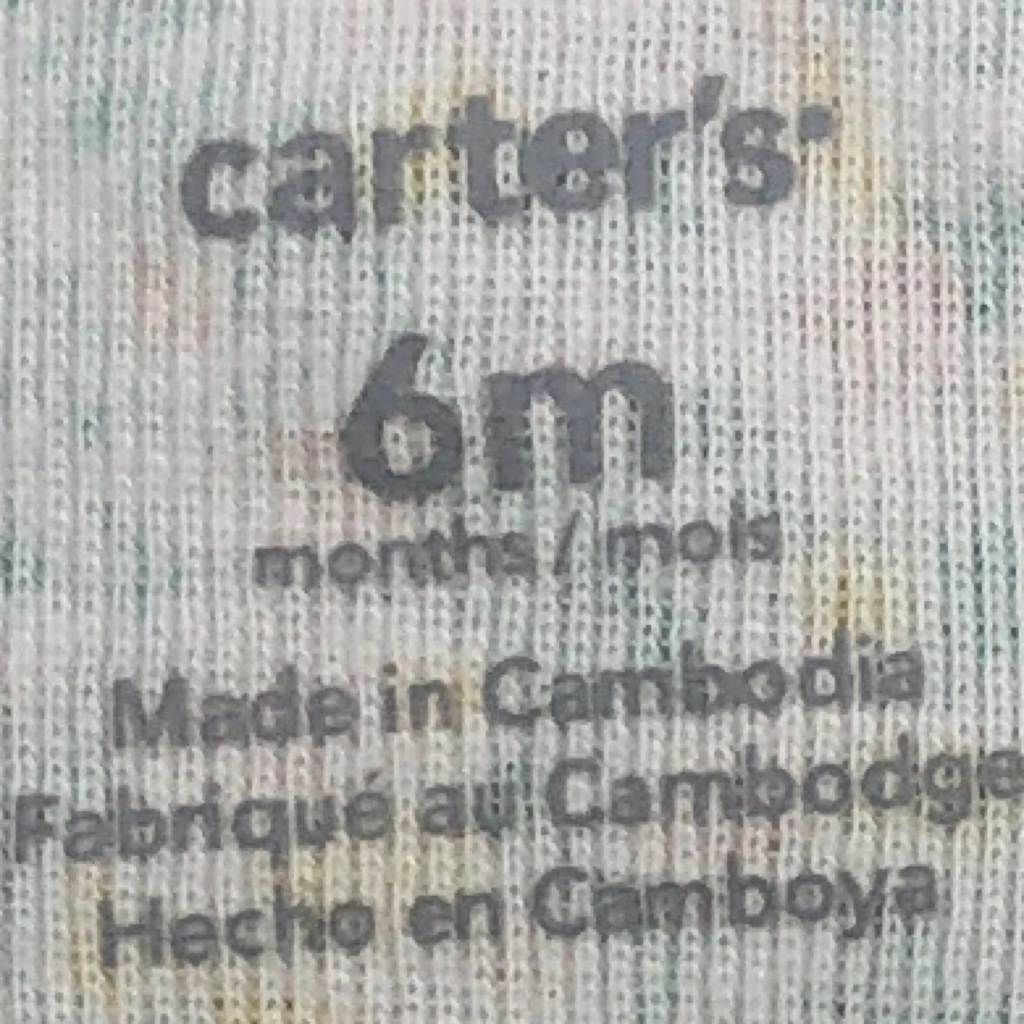 carter's
6m
months / mois
Made in Cambodia
Fabriqué au Cambodge
Hecho en Camboya